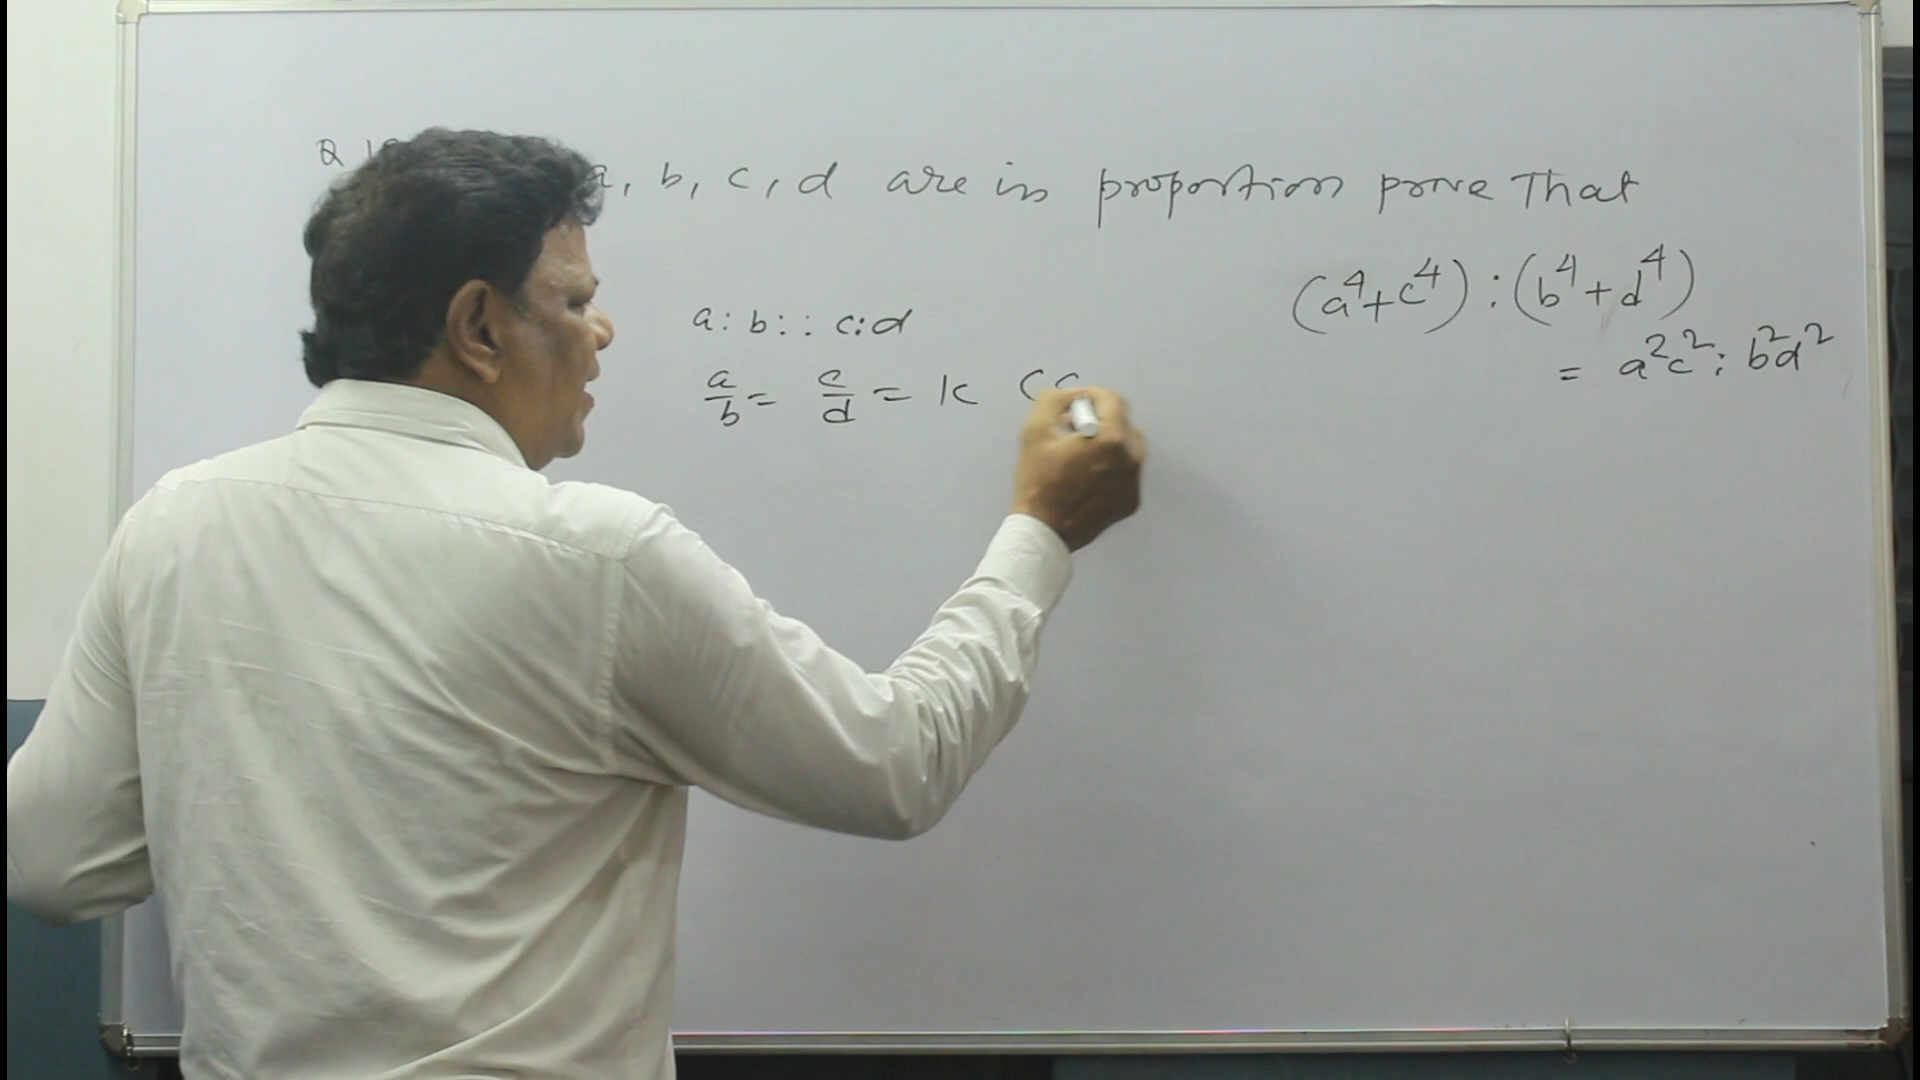 Q a, b, c, d are in proportion prove That
(a⁴+c⁴) : (b⁴+d⁴)
= a²c² : b²d²
a : b : : c : d
a/b = c/d = K (